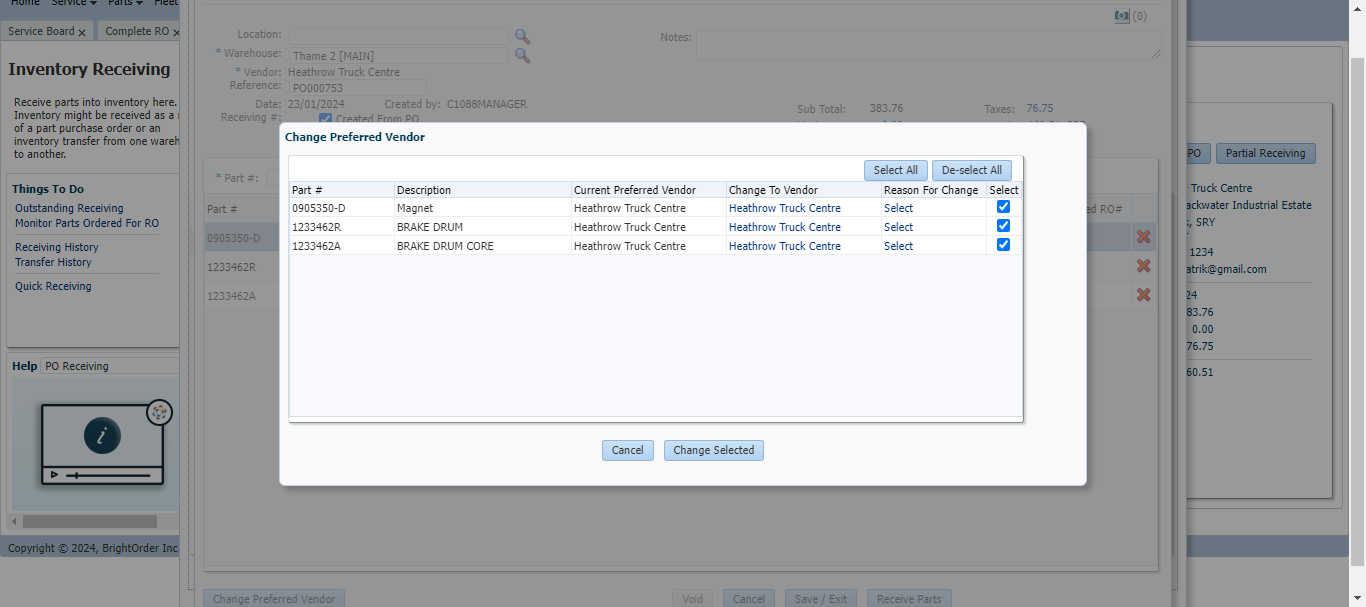 Home Service Parts Fleet
Service Board x Complete RO x
Inventory Receiving
Receive parts into inventory here.
Inventory might be received as a
of a part purchase order or an
inventory transfer from one
to another.
Things To Do
Outstanding Receiving
Monitor Parts Ordered For RO
Receiving History
Transfer History
Quick Receiving
Help PO Receiving
i
Copyright © 2024, BrightOrder Inc.
(0)
Location:
Notes:
* Warehouse: Thame 2 [MAIN]
* Vendor: Heathrow Truck Centre
Reference: PO000753
Date: 23/01/2024 Created by: C1088MANAGER
Receiving #: Created From PO
Sub Total: 383.76 Taxes: 76.75
* Part #:
Part #
0905350-D
1233462R
1233462A
RO#
Change Preferred Vendor
Select All De-select All
Part # Description Current Preferred Vendor Change To Vendor Reason For Change Select
0905350-D Magnet Heathrow Truck Centre Heathrow Truck Centre Select
1233462R BRAKE DRUM Heathrow Truck Centre Heathrow Truck Centre Select
1233462A BRAKE DRUM CORE Heathrow Truck Centre Heathrow Truck Centre Select
Cancel Change Selected
Change Preferred Vendor Void Cancel Save / Exit Receive Parts
PO Partial Receiving
Truck Centre
ackwater Industrial Estate
, SRY
1234
atrik@gmail.com
24
83.76
0.00
76.75
60.51